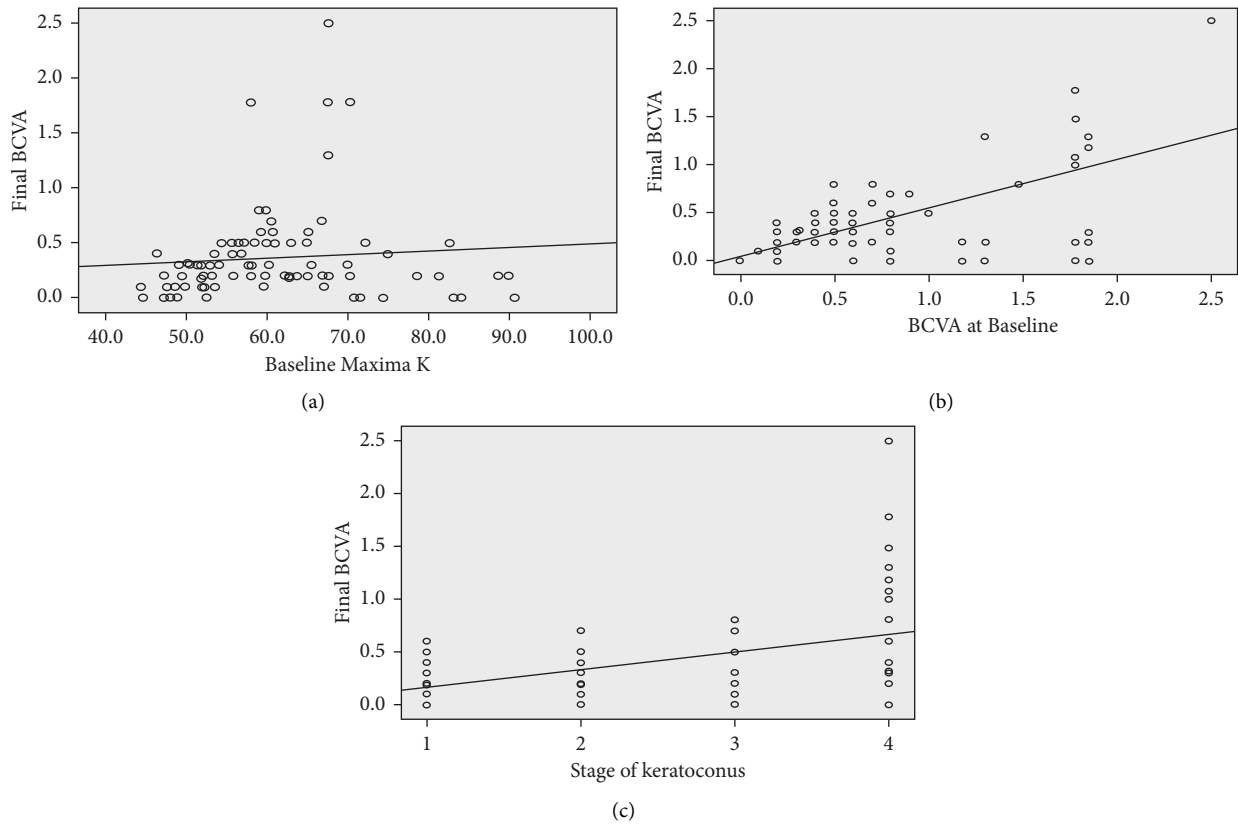 2.5
2.0
1.5
1.0
0.5
0.0
Final BCVA
40.0 50.0 60.0 70.0 80.0 90.0 100.0
Baseline Maxima K
(a)
2.5
2.0
1.5
1.0
0.5
0.0
Final BCVA
0.0 0.5 1.0 1.5 2.0 2.5
BCVA at Baseline
(b)
2.5
2.0
1.5
1.0
0.5
0.0
Final BCVA
1 2 3 4
Stage of keratoconus
(c)